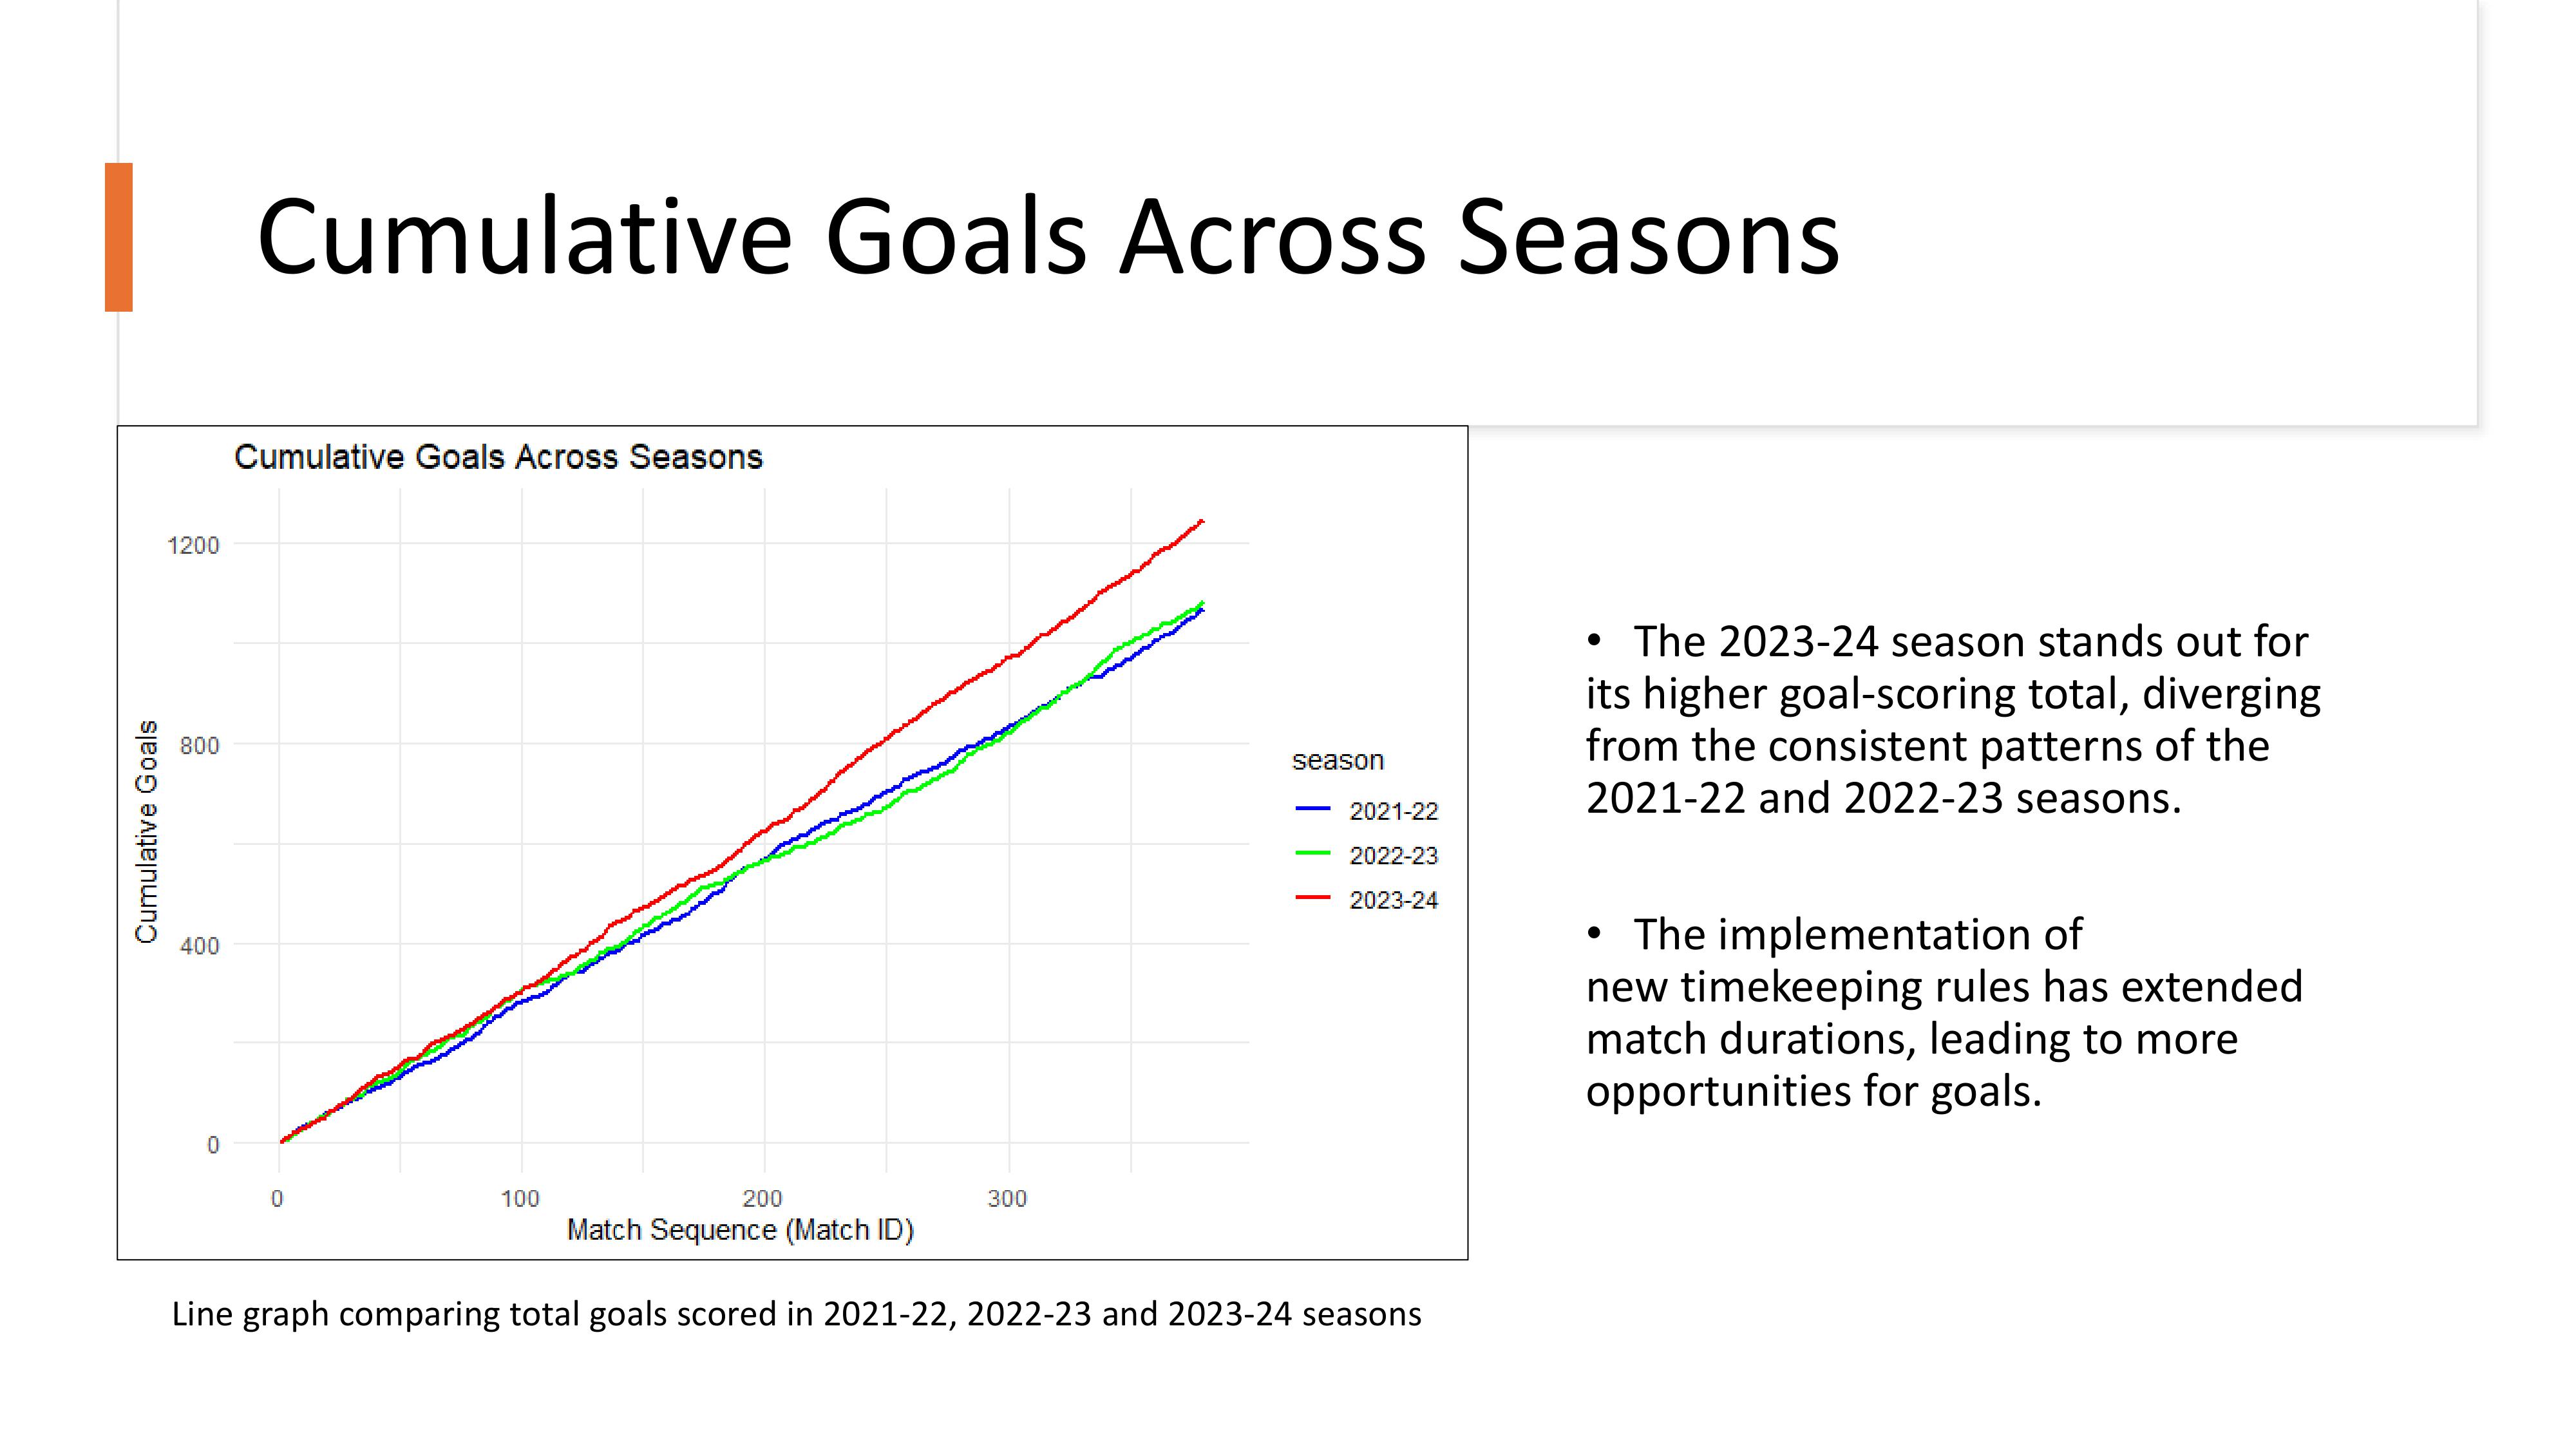 Cumulative Goals Across Seasons
Cumulative Goals Across Seasons
1200
800
400
0
Cumulative Goals
0 100 200 300
Match Sequence (Match ID)
season
2021-22
2022-23
2023-24
Line graph comparing total goals scored in 2021-22, 2022-23 and 2023-24 seasons
• The 2023-24 season stands out for
its higher goal-scoring total, diverging
from the consistent patterns of the
2021-22 and 2022-23 seasons.
• The implementation of
new timekeeping rules has extended
match durations, leading to more
opportunities for goals.